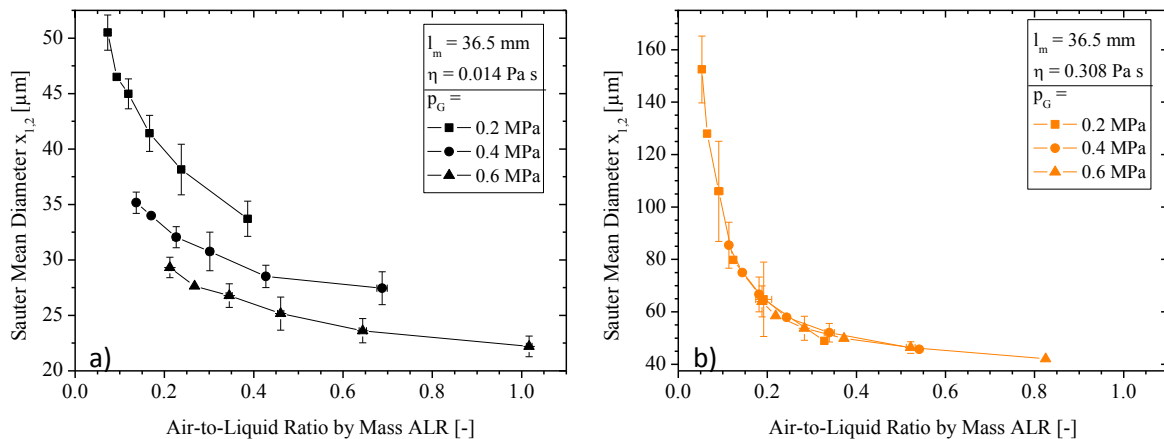 50
45
40
35
30
25
20
Sauter Mean Diameter x1,2 [µm]
lm = 36.5 mm
η = 0.014 Pa s
pG =
0.2 MPa
0.4 MPa
0.6 MPa
a)
0.0 0.2 0.4 0.6 0.8 1.0
Air-to-Liquid Ratio by Mass ALR [-]
160
140
120
100
80
60
40
Sauter Mean Diameter x1,2 [µm]
lm = 36.5 mm
η = 0.308 Pa s
pG =
0.2 MPa
0.4 MPa
0.6 MPa
b)
0.0 0.2 0.4 0.6 0.8 1.0
Air-to-Liquid Ratio by Mass ALR [-]